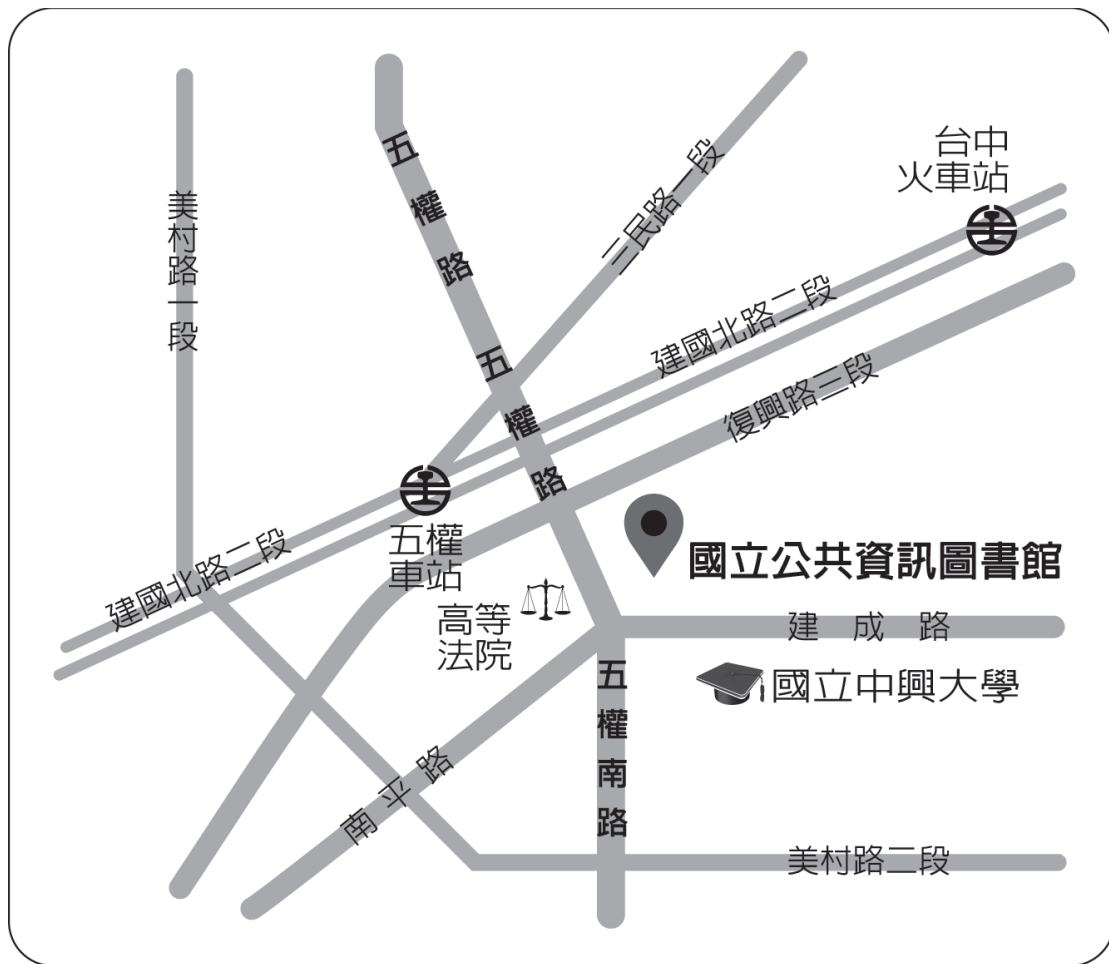 台中
火車站
五權路
美村路一段
三民路一段
建國北路二段
五權路
復興路三段
五權
車站
國立公共資訊圖書館
建國北路二段
高等
法院
建成路
國立中興大學
五權南路
南平路
美村路二段